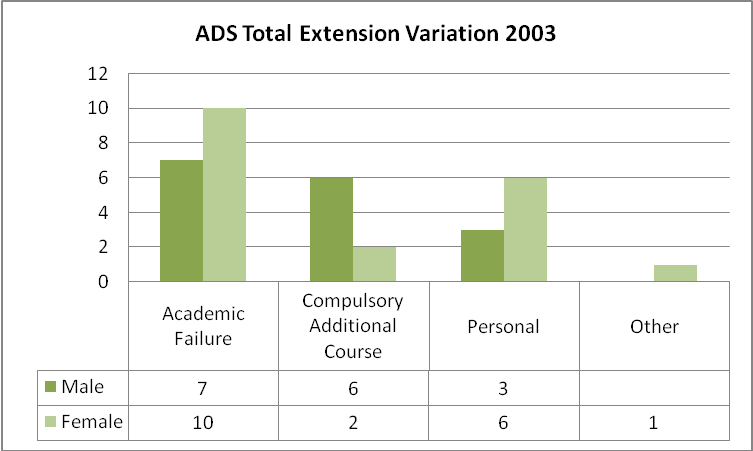 ADS Total Extension Variation 2003
12
10
8
6
4
2
0
Academic
Failure
Compulsory
Additional
Course
Personal
Other
Male 7 6 3
Female 10 2 6 1